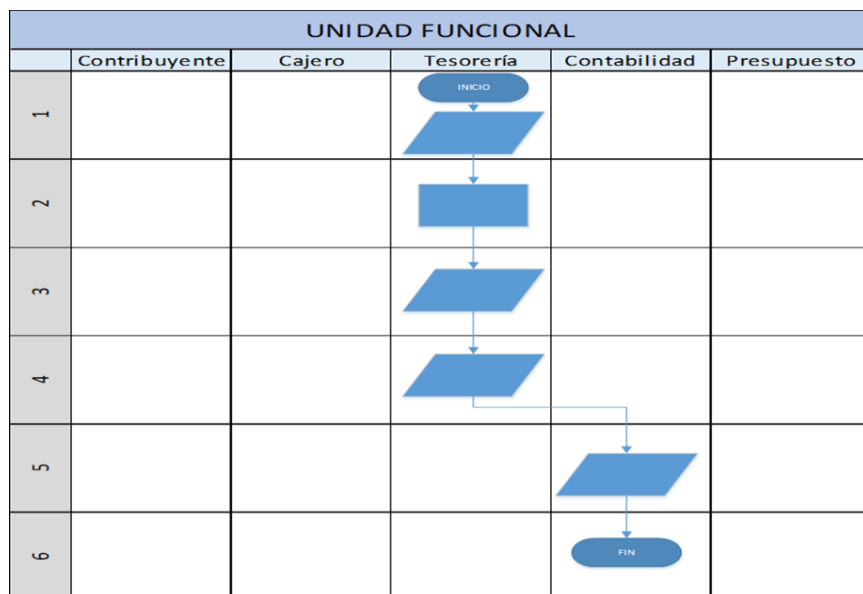 UNIDAD FUNCIONAL
Contribuyente Cajero Tesorería Contabilidad Presupuesto
INICIO
1
2
3
4
5
6
FIN